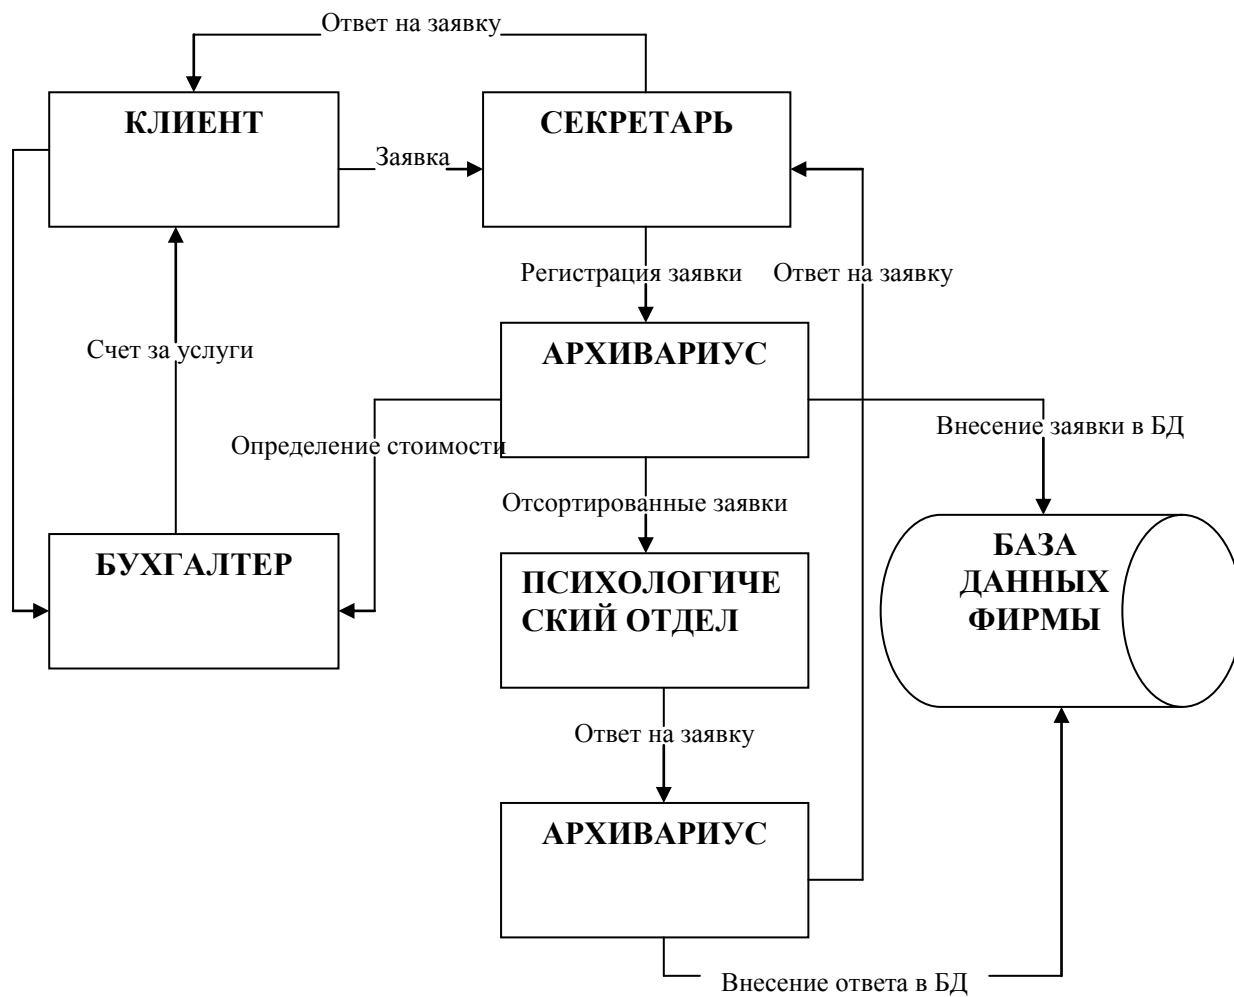 Ответ на заявку
КЛИЕНТ
СЕКРЕТАРЬ
Заявка
Регистрация заявки
Ответ на заявку
Счет за услуги
АРХИВАРИУС
Определение стоимости
Внесение заявки в БД
Отсортированные заявки
БУХГАЛТЕР
ПСИХОЛОГИЧЕ
СКИЙ ОТДЕЛ
БАЗА
ДАННЫХ
ФИРМЫ
Ответ на заявку
АРХИВАРИУС
Внесение ответа в БД